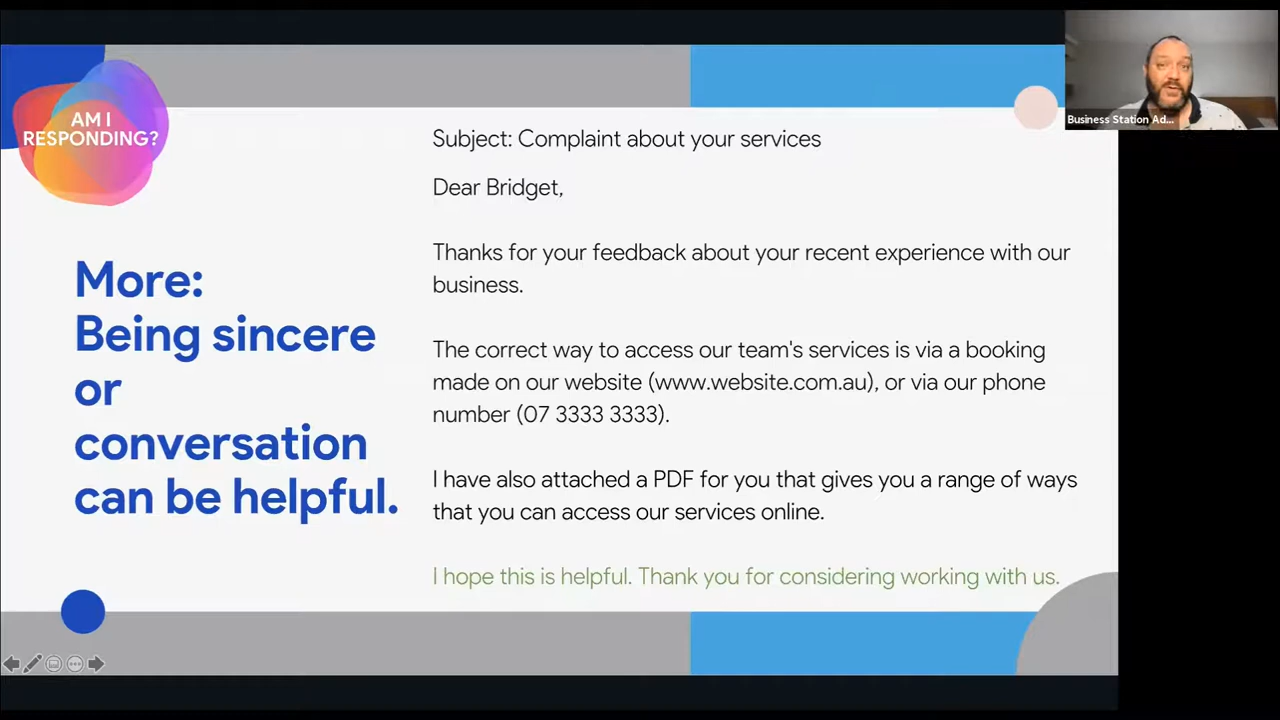 AM I
RESPONDING?
More:
Being sincere
or
conversation
can be helpful.
Subject: Complaint about your services
Dear Bridget,
Thanks for your feedback about your recent experience with our
business.
The correct way to access our team's services is via a booking
made on our website (www.website.com.au), or via our phone
number (07 3333 3333).
I have also attached a PDF for you that gives you a range of ways
that you can access our services online.
I hope this is helpful. Thank you for considering working with us.
Business Station Ad...